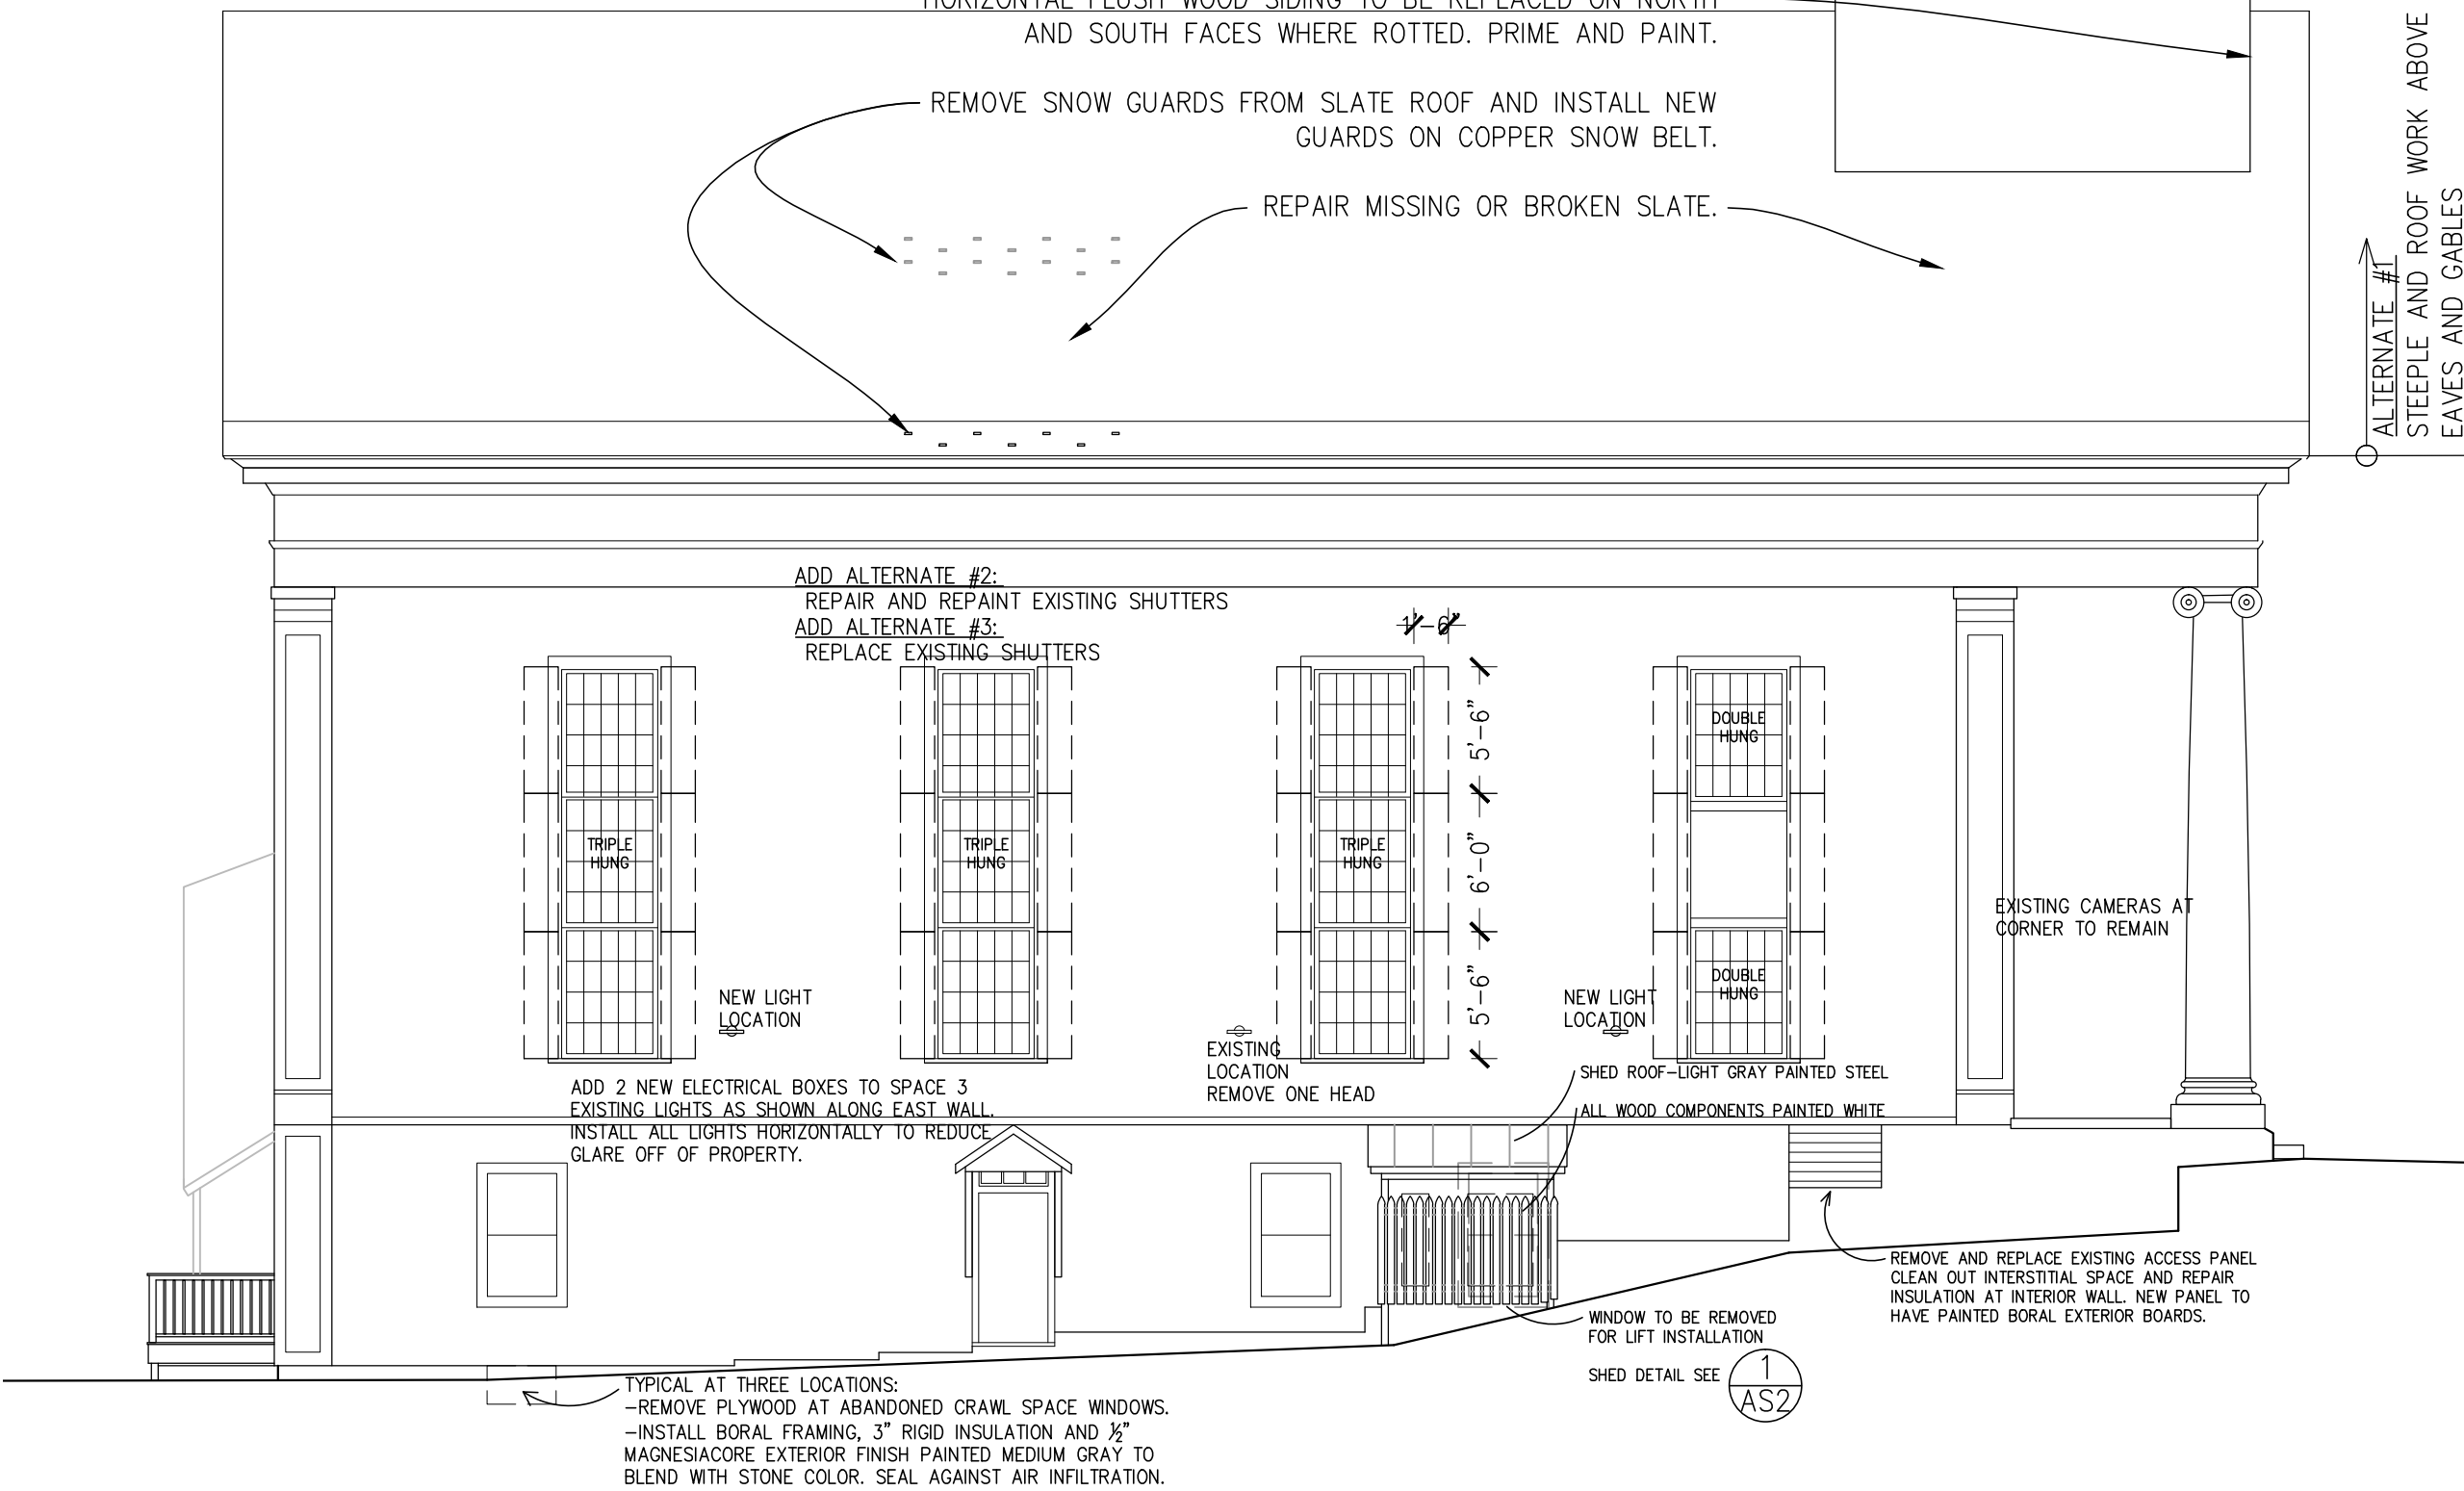 HORIZONTAL FLUSH WOOD SIDING TO BE REPLACED ON NORTH
AND SOUTH FACES WHERE ROTTED. PRIME AND PAINT.
REMOVE SNOW GUARDS FROM SLATE ROOF AND INSTALL NEW
GUARDS ON COPPER SNOW BELT.
REPAIR MISSING OR BROKEN SLATE.
ALTERNATE #1
STEEPLE AND ROOF WORK ABOVE
EAVES AND GABLES
ADD ALTERNATE #2:
REPAIR AND REPAINT EXISTING SHUTTERS
ADD ALTERNATE #3:
REPLACE EXISTING SHUTTERS
1'-6"
5'-6"
6'-0"
5'-6"
TRIPLE
HUNG
TRIPLE
HUNG
TRIPLE
HUNG
DOUBLE
HUNG
DOUBLE
HUNG
EXISTING CAMERAS AT
CORNER TO REMAIN
NEW LIGHT
LOCATION
EXISTING
LOCATION
REMOVE ONE HEAD
NEW LIGHT
LOCATION
SHED ROOF-LIGHT GRAY PAINTED STEEL
ALL WOOD COMPONENTS PAINTED WHITE
ADD 2 NEW ELECTRICAL BOXES TO SPACE 3
EXISTING LIGHTS AS SHOWN ALONG EAST WALL.
INSTALL ALL LIGHTS HORIZONTALLY TO REDUCE
GLARE OFF OF PROPERTY.
REMOVE AND REPLACE EXISTING ACCESS PANEL
CLEAN OUT INTERSTITIAL SPACE AND REPAIR
INSULATION AT INTERIOR WALL. NEW PANEL TO
HAVE PAINTED BORAL EXTERIOR BOARDS.
WINDOW TO BE REMOVED
FOR LIFT INSTALLATION
SHED DETAIL SEE
1
AS2
TYPICAL AT THREE LOCATIONS:
-REMOVE PLYWOOD AT ABANDONED CRAWL SPACE WINDOWS.
-INSTALL BORAL FRAMING, 3" RIGID INSULATION AND ½"
MAGNESIACORE EXTERIOR FINISH PAINTED MEDIUM GRAY TO
BLEND WITH STONE COLOR. SEAL AGAINST AIR INFILTRATION.